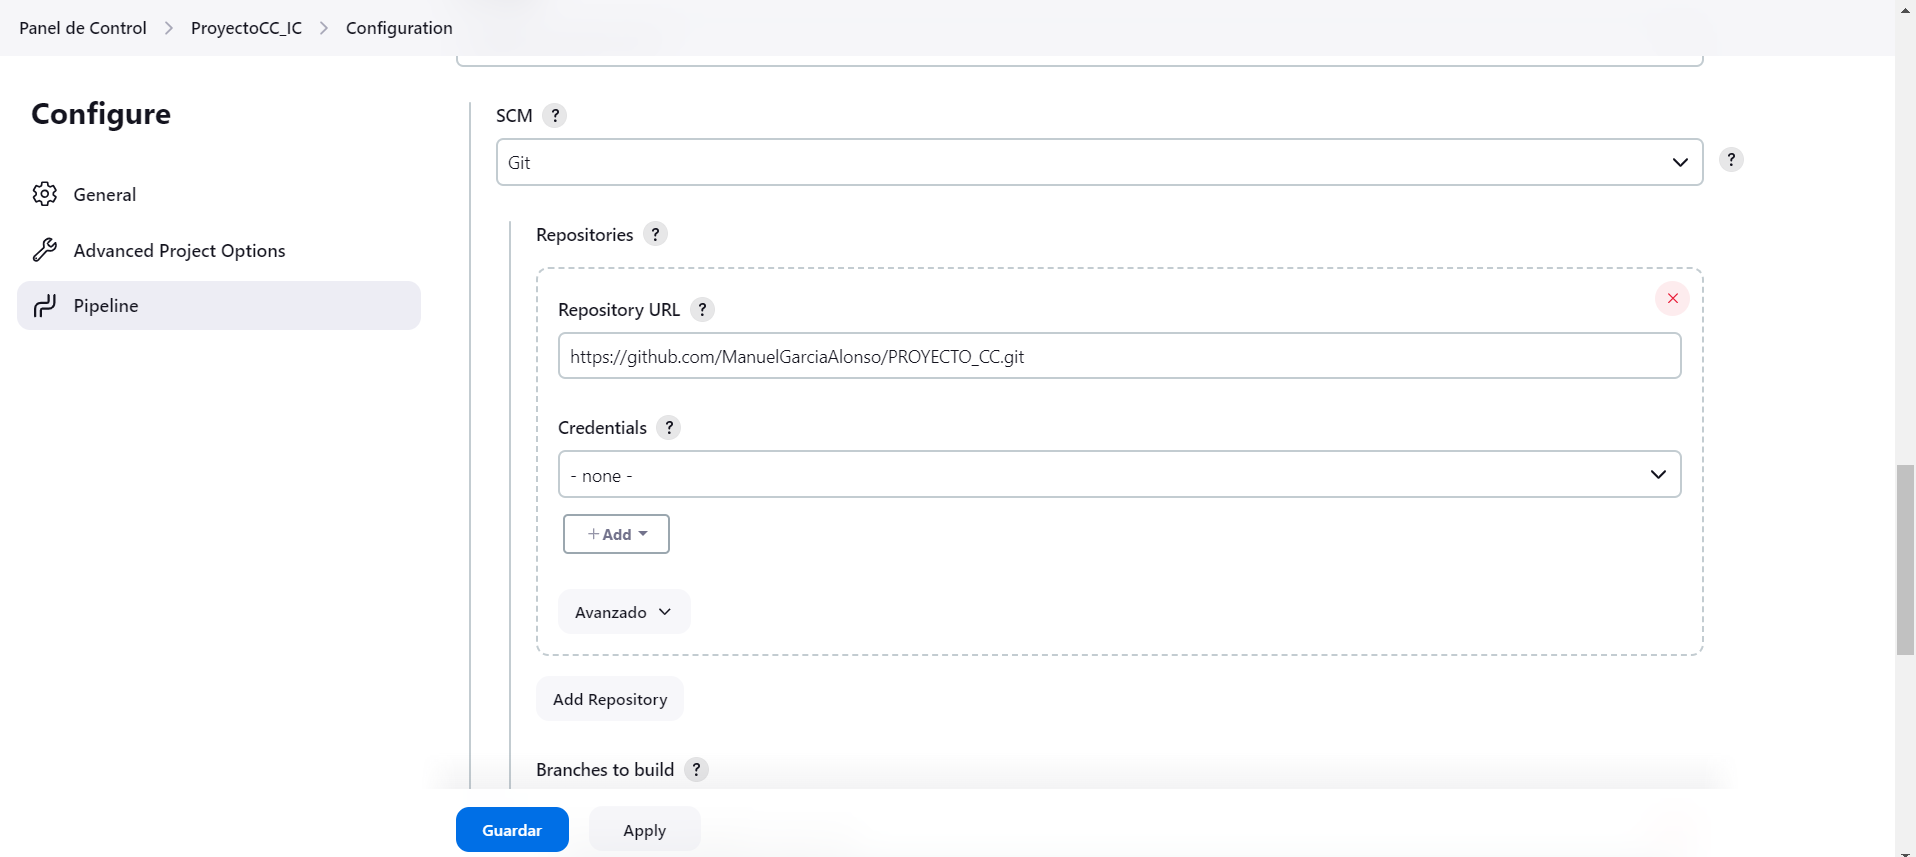 Panel de Control > ProyectoCC_IC > Configuration
Configure
General
Advanced Project Options
Pipeline
SCM ?
Git
?
Repositories ?
Repository URL ?
https://github.com/ManuelGarciaAlonso/PROYECTO_CC.git
Credentials ?
- none -
+ Add
Avanzado
Add Repository
Branches to build ?
Guardar
Apply